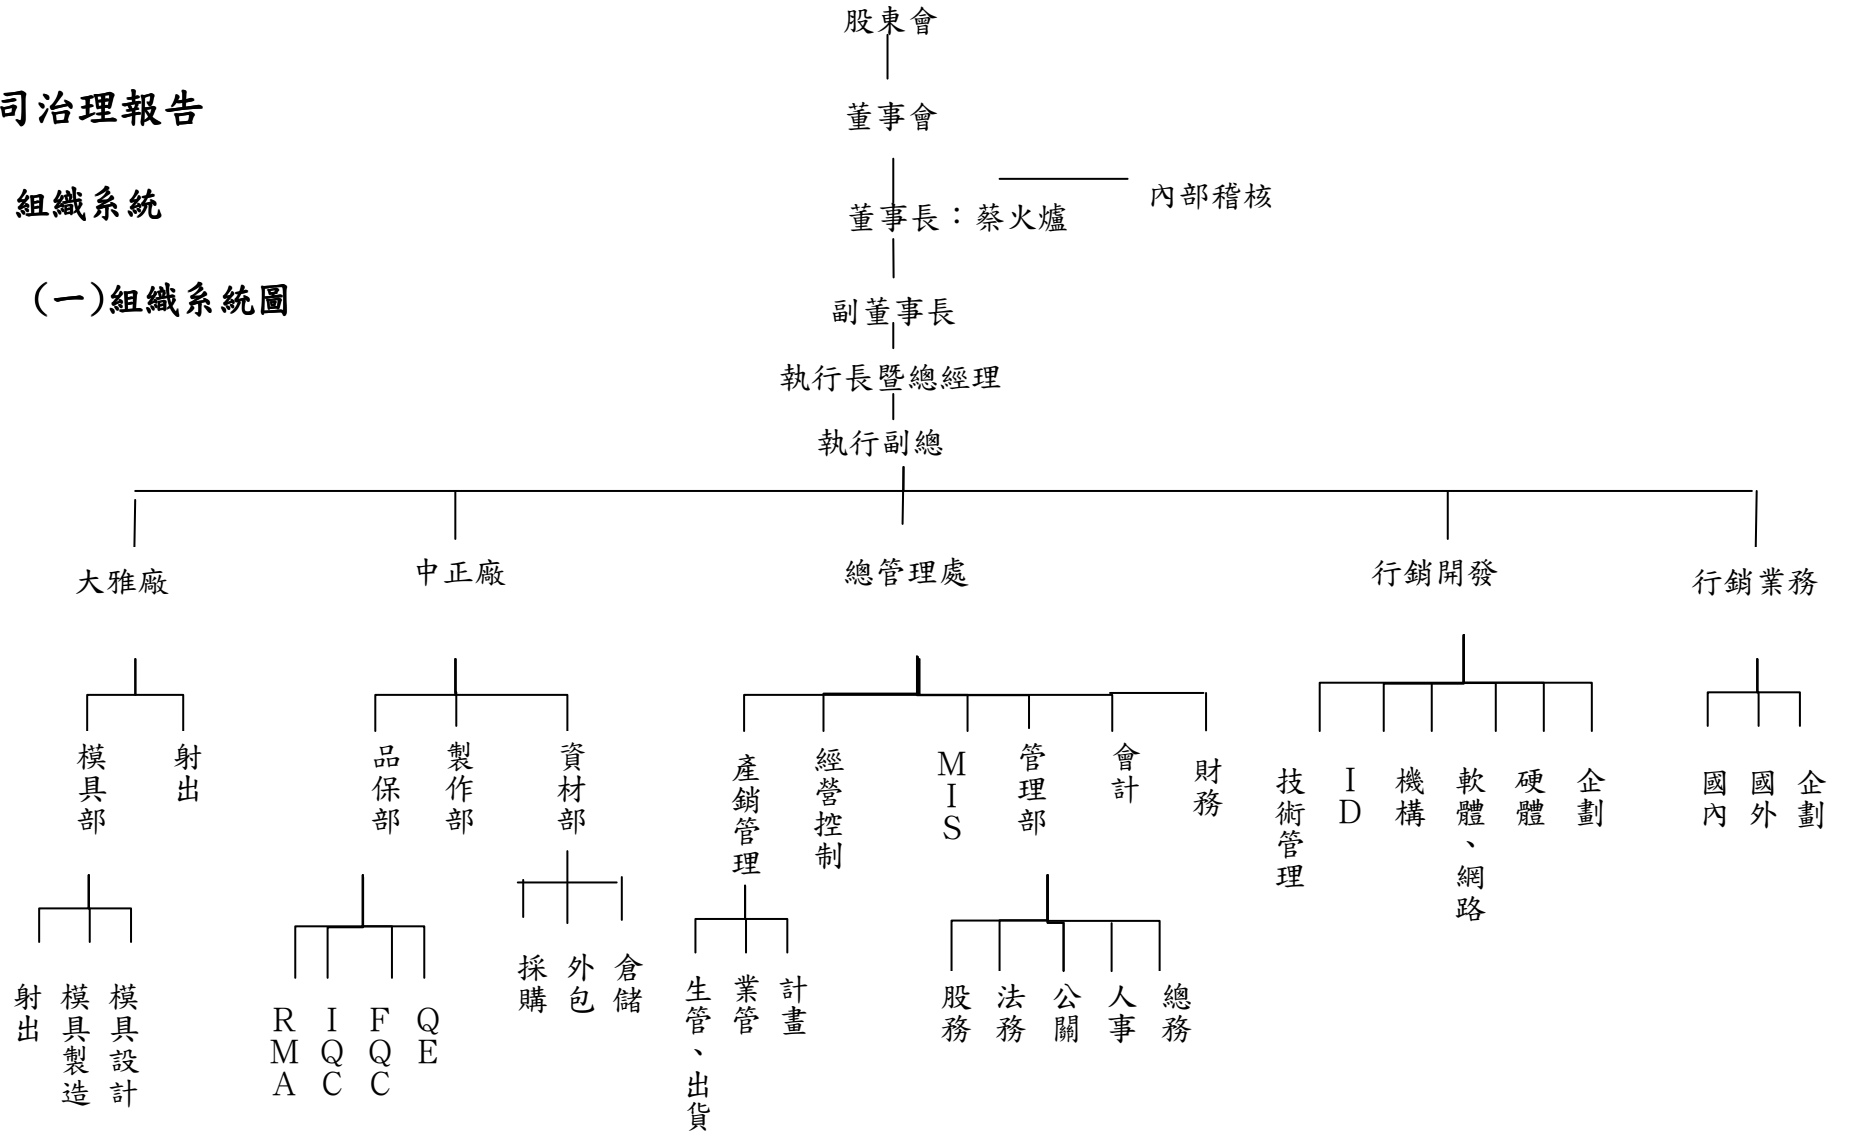 股東會
司治理報告
董事會
組織系統
內部稽核
董事長：蔡火爐
(一)組織系統圖
副董事長
執行長暨總經理
執行副總
大雅廠
中正廠
總管理處
行銷開發
行銷業務
模具部
射出
品保部
製作部
資材部
產銷管理
經營控制
MIS
管理部
會計
財務
技術管理
ID
機構
軟體、網路
硬體
企劃
國內
國外
企劃
射出
模具製造
模具設計
RMA
IQC
FQC
QE
採購
外包
倉儲
生管、出貨
業管
計畫
股務
法務
公關
人事
總務